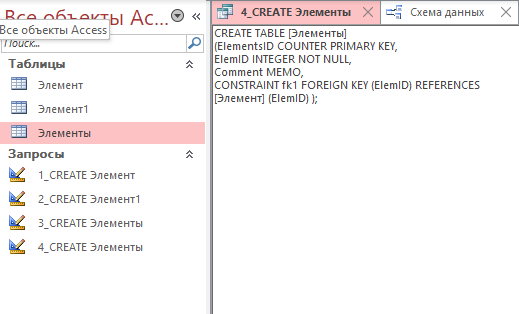 Все объекты Ac...
Все объекты Access
Поиск...
Таблицы
Элемент
Элемент1
Элементы
Запросы
1_CREATE Элемент
2_CREATE Элемент1
3_CREATE Элементы
4_CREATE Элементы
4_CREATE Элементы
Схема данных
CREATE TABLE [Элементы]
(ElementsID COUNTER PRIMARY KEY,
ElemID INTEGER NOT NULL,
Comment MEMO,
CONSTRAINT fk1 FOREIGN KEY (ElemID) REFERENCES
[Элемент] (ElemID) );